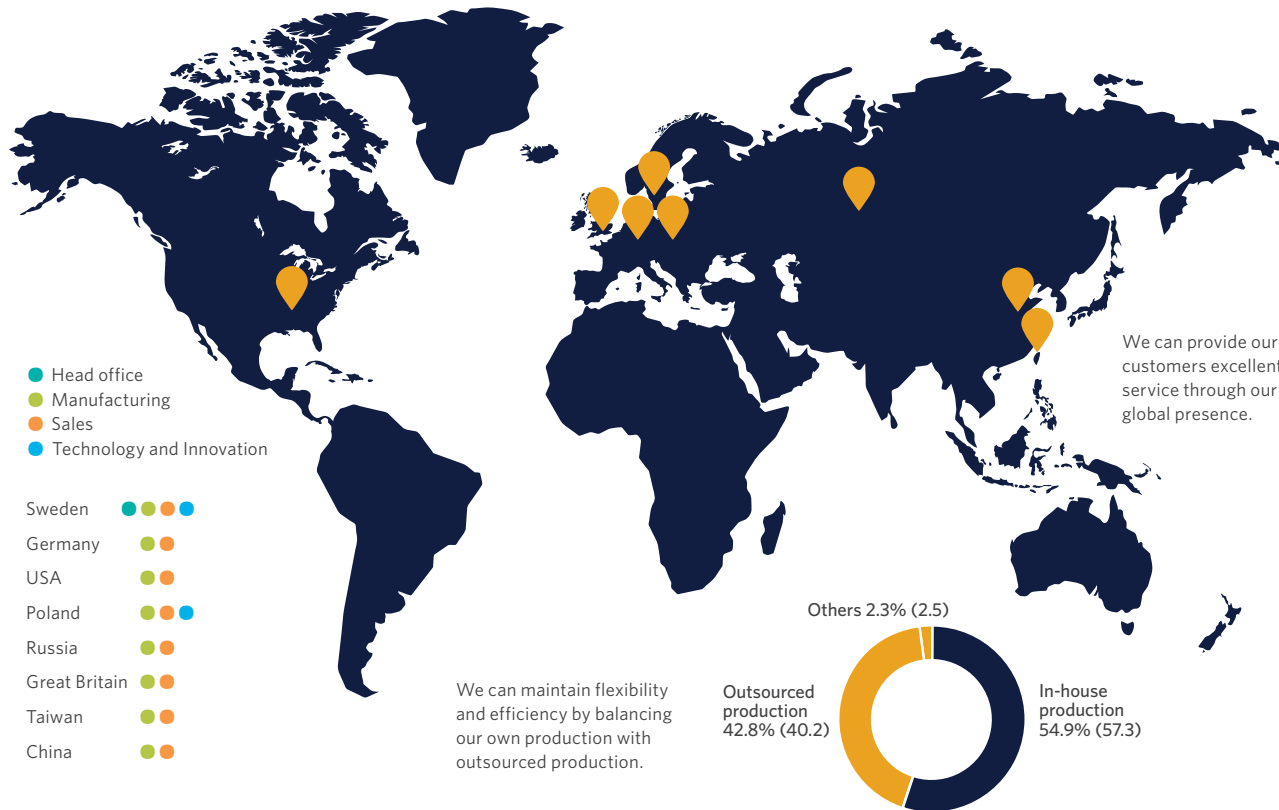 We can provide our
customers excellent
service through our
global presence.
Head office
Manufacturing
Sales
Technology and Innovation
Sweden
Germany
USA
Poland
Russia
Great Britain
Taiwan
China
We can maintain flexibility
and efficiency by balancing
our own production with
outsourced production.
Others 2.3% (2.5)
Outsourced
production
42.8% (40.2)
In-house
production
54.9% (57.3)